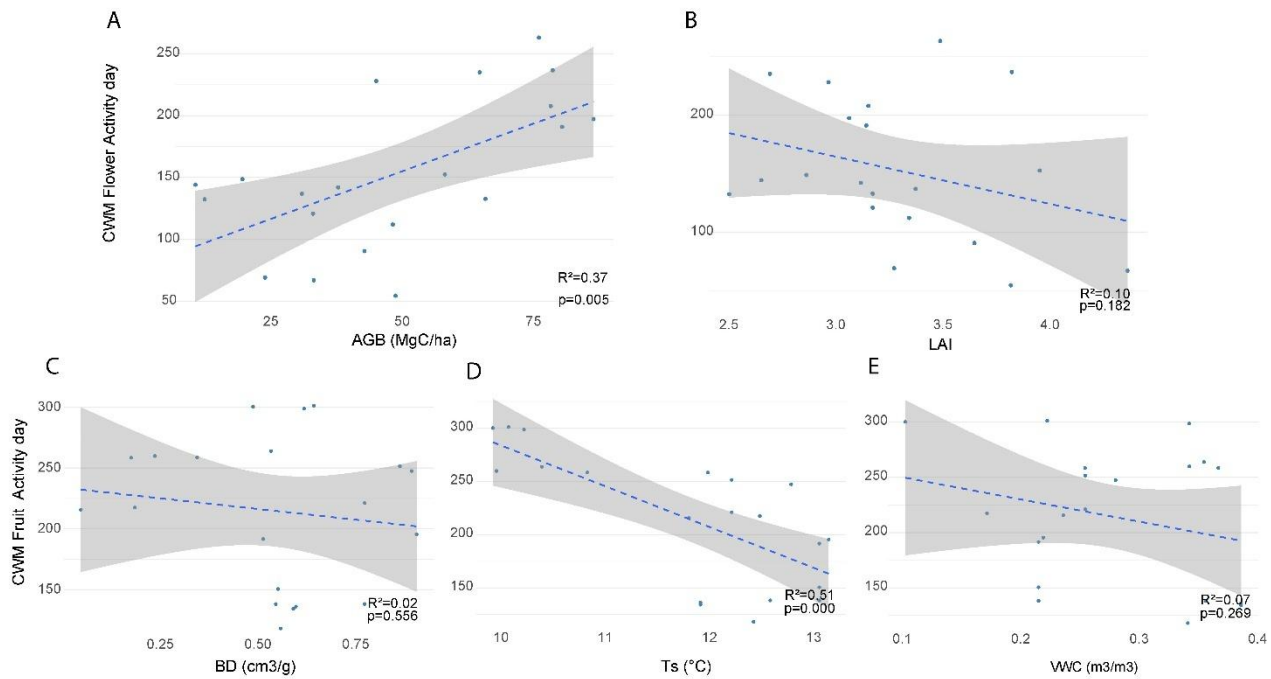 A
CWM Flower Activity day
250
200
150
100
50
25
50
75
AGB (MgC/ha)
R²=0.37
p=0.005
B
200
100
2.5
3.0
3.5
4.0
LAI
R²=0.10
p=0.182
C
CWM Fruit Activity day
300
250
200
150
0.25
0.50
0.75
BD (cm3/g)
R²=0.02
p=0.556
D
300
250
200
150
10
11
12
13
Ts (°C)
R²=0.51
p=0.000
E
300
250
200
150
0.1
0.2
0.3
0.4
VWC (m3/m3)
R²=0.07
p=0.269